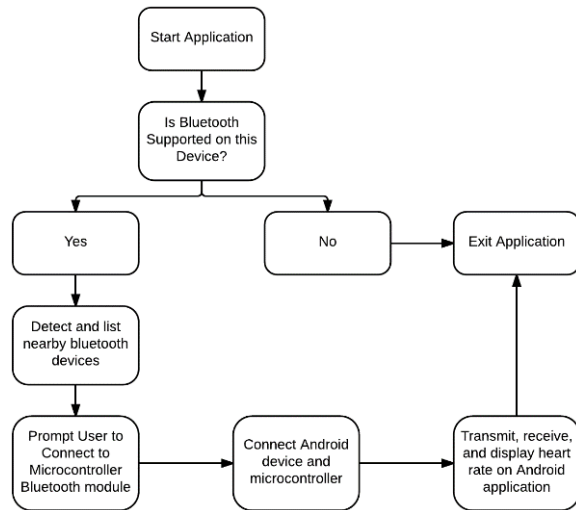 Start Application
Is Bluetooth
Supported on this
Device?
Yes
No
Exit Application
Detect and list
nearby bluetooth
devices
Prompt User to
Connect to
Microcontroller
Bluetooth module
Connect Android
device and
microcontroller
Transmit, receive,
and display heart
rate on Android
application